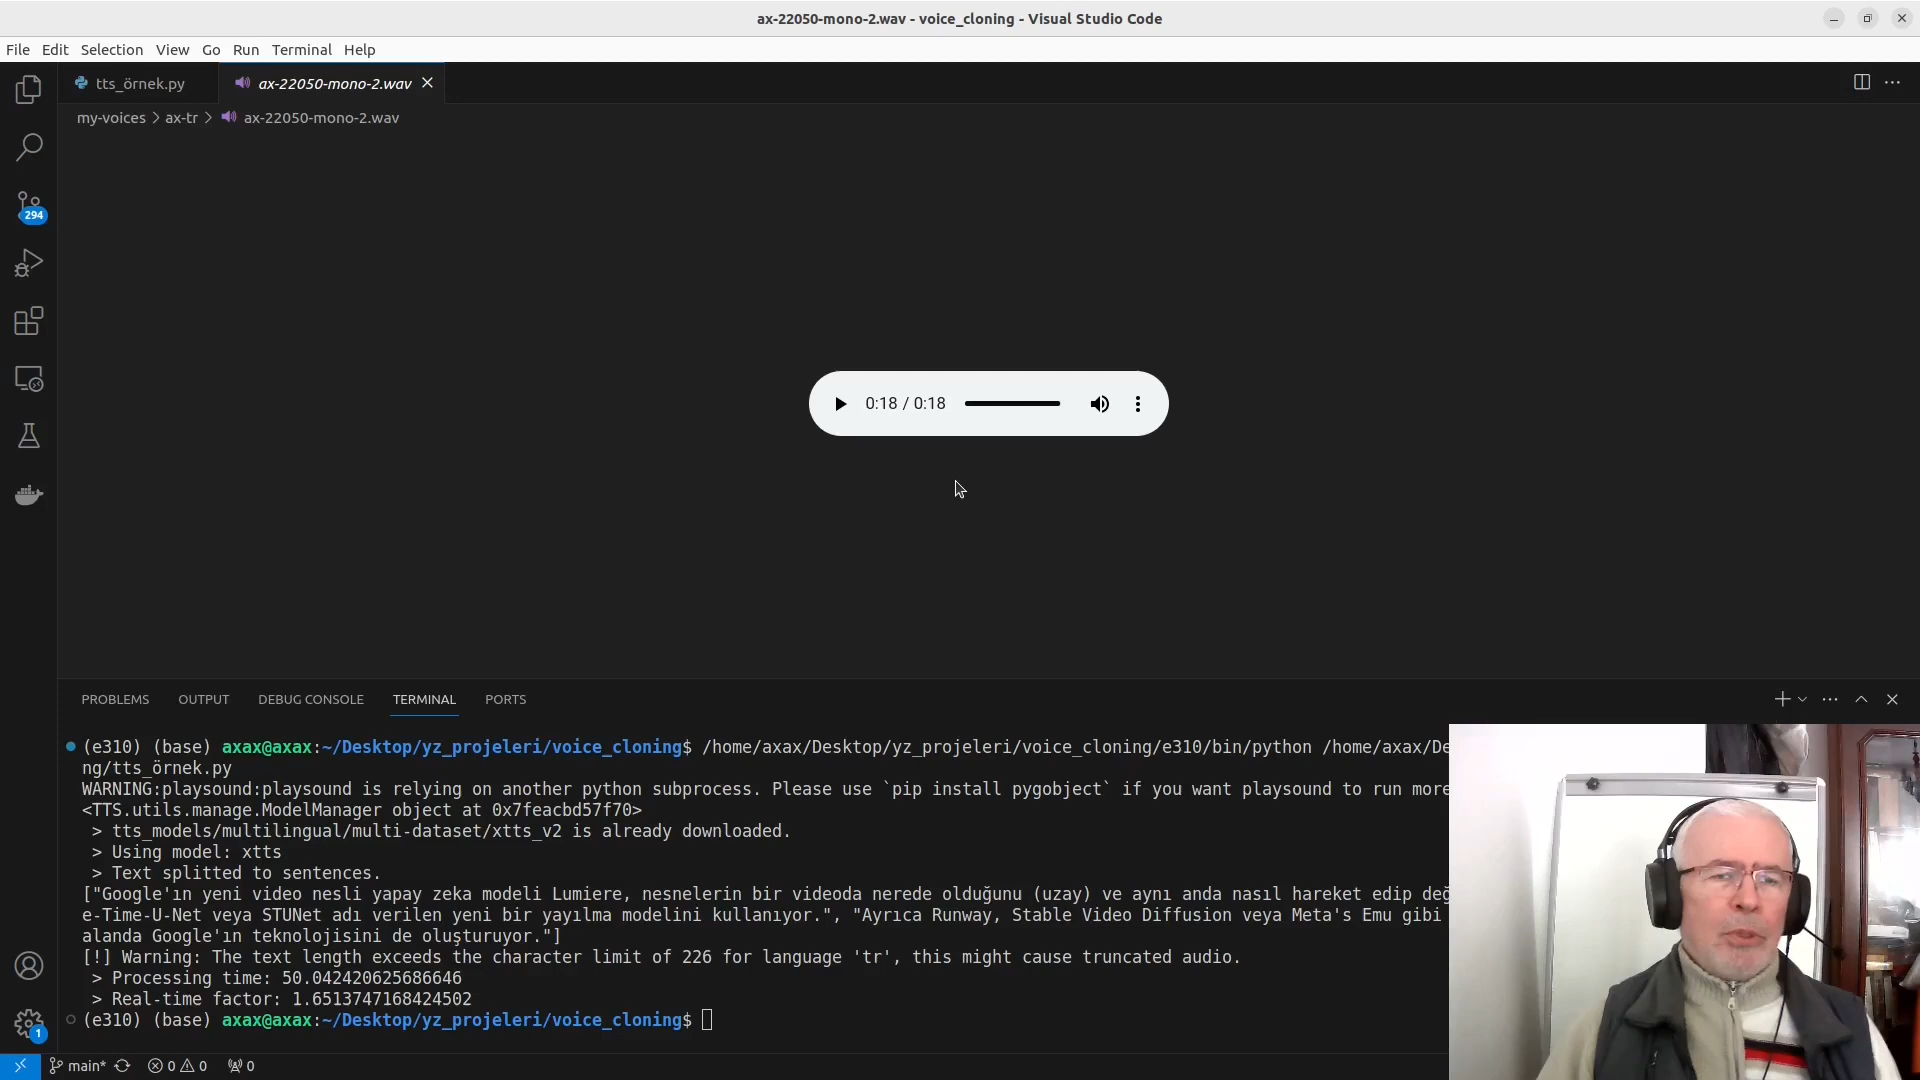 ax-22050-mono-2.wav - voice_cloning - Visual Studio Code
File Edit Selection View Go Run Terminal Help
tts_örnek.py ax-22050-mono-2.wav
my-voices > ax-tr > ax-22050-mono-2.wav
294
0:18 / 0:18
PROBLEMS OUTPUT DEBUG CONSOLE TERMINAL PORTS
(e310) (base) axax@axax:~/Desktop/yz_projeleri/voice_cloning$ /home/axax/Desktop/yz_projeleri/voice_cloning/e310/bin/python /home/axax/De
ng/tts_örnek.py
WARNING:playsound:playsound is relying on another python subprocess. Please use `pip install pygobject` if you want playsound to run more
<TTS.utils.manage.ModelManager object at 0x7feacbd57f70>
> tts_models/multilingual/multi-dataset/xtts_v2 is already downloaded.
> Using model: xtts
> Text splitted to sentences.
["Google'ın yeni video nesli yapay zeka modeli Lumiere, nesnelerin bir videoda nerede olduğunu (uzay) ve aynı anda nasıl hareket edip değ
e-Time-U-Net veya STUNet adı verilen yeni bir yayılma modelini kullanıyor.", "Ayrıca Runway, Stable Video Diffusion veya Meta's Emu gibi
alanda Google'ın teknolojisini de oluşturuyor."]
[!] Warning: The text length exceeds the character limit of 226 for language 'tr', this might cause truncated audio.
> Processing time: 50.042420625686646
> Real-time factor: 1.6513747168424502
(e310) (base) axax@axax:~/Desktop/yz_projeleri/voice_cloning$
1
main* 0 0 0